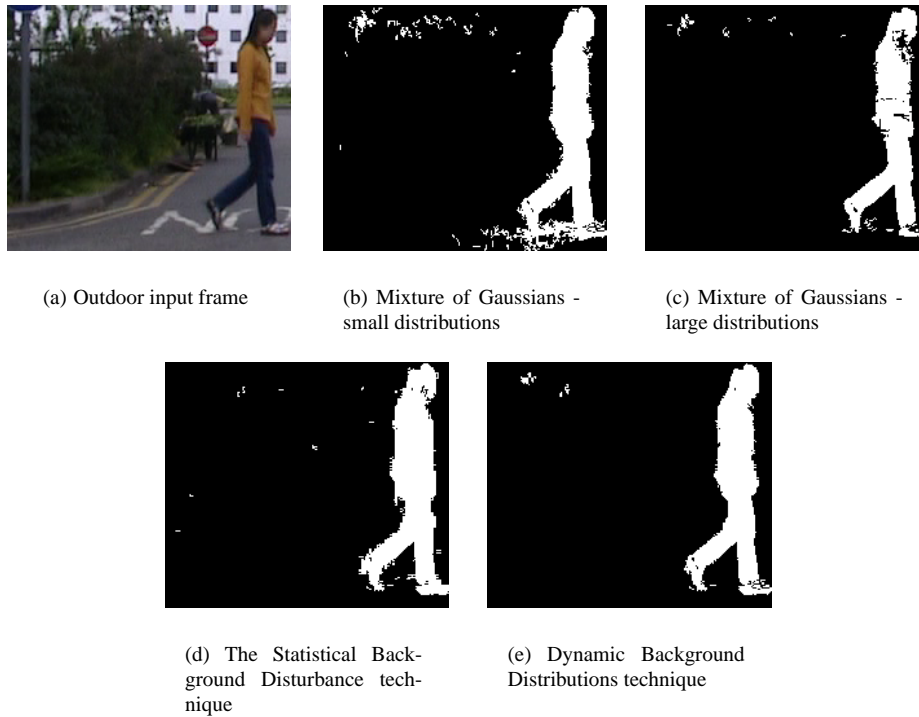 NO
(a) Outdoor input frame
(b) Mixture of Gaussians -
small distributions
(c) Mixture of Gaussians -
large distributions
(d) The Statistical Back-
ground Disturbance tech-
nique
(e) Dynamic Background
Distributions technique